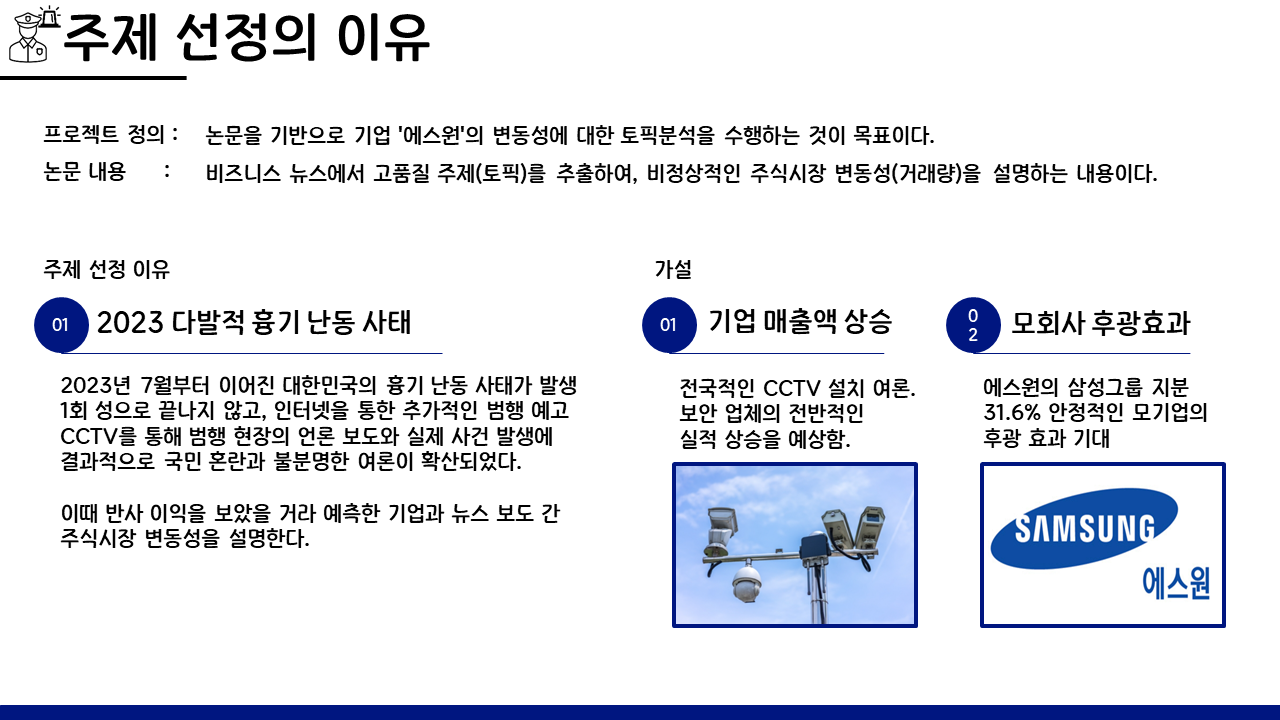 주제 선정의 이유
프로젝트 정의 : 논문을 기반으로 기업 '에스원'의 변동성에 대한 토픽분석을 수행하는 것이 목표이다.
논문 내용 : 비즈니스 뉴스에서 고품질 주제(토픽)를 추출하여, 비정상적인 주식시장 변동성(거래량)을 설명하는 내용이다.
주제 선정 이유
01 2023 다발적 흉기 난동 사태
2023년 7월부터 이어진 대한민국의 흉기 난동 사태가 발생
1회 성으로 끝나지 않고, 인터넷을 통한 추가적인 범행 예고
CCTV를 통해 범행 현장의 언론 보도와 실제 사건 발생에
결과적으로 국민 혼란과 불분명한 여론이 확산되었다.
이때 반사 이익을 보았을 거라 예측한 기업과 뉴스 보도 간
주식시장 변동성을 설명한다.
가설
01 기업 매출액 상승
전국적인 CCTV 설치 여론.
보안 업체의 전반적인
실적 상승을 예상함.
02 모회사 후광효과
에스원의 삼성그룹 지분
31.6% 안정적인 모기업의
후광 효과 기대
SAMSUNG
에스원